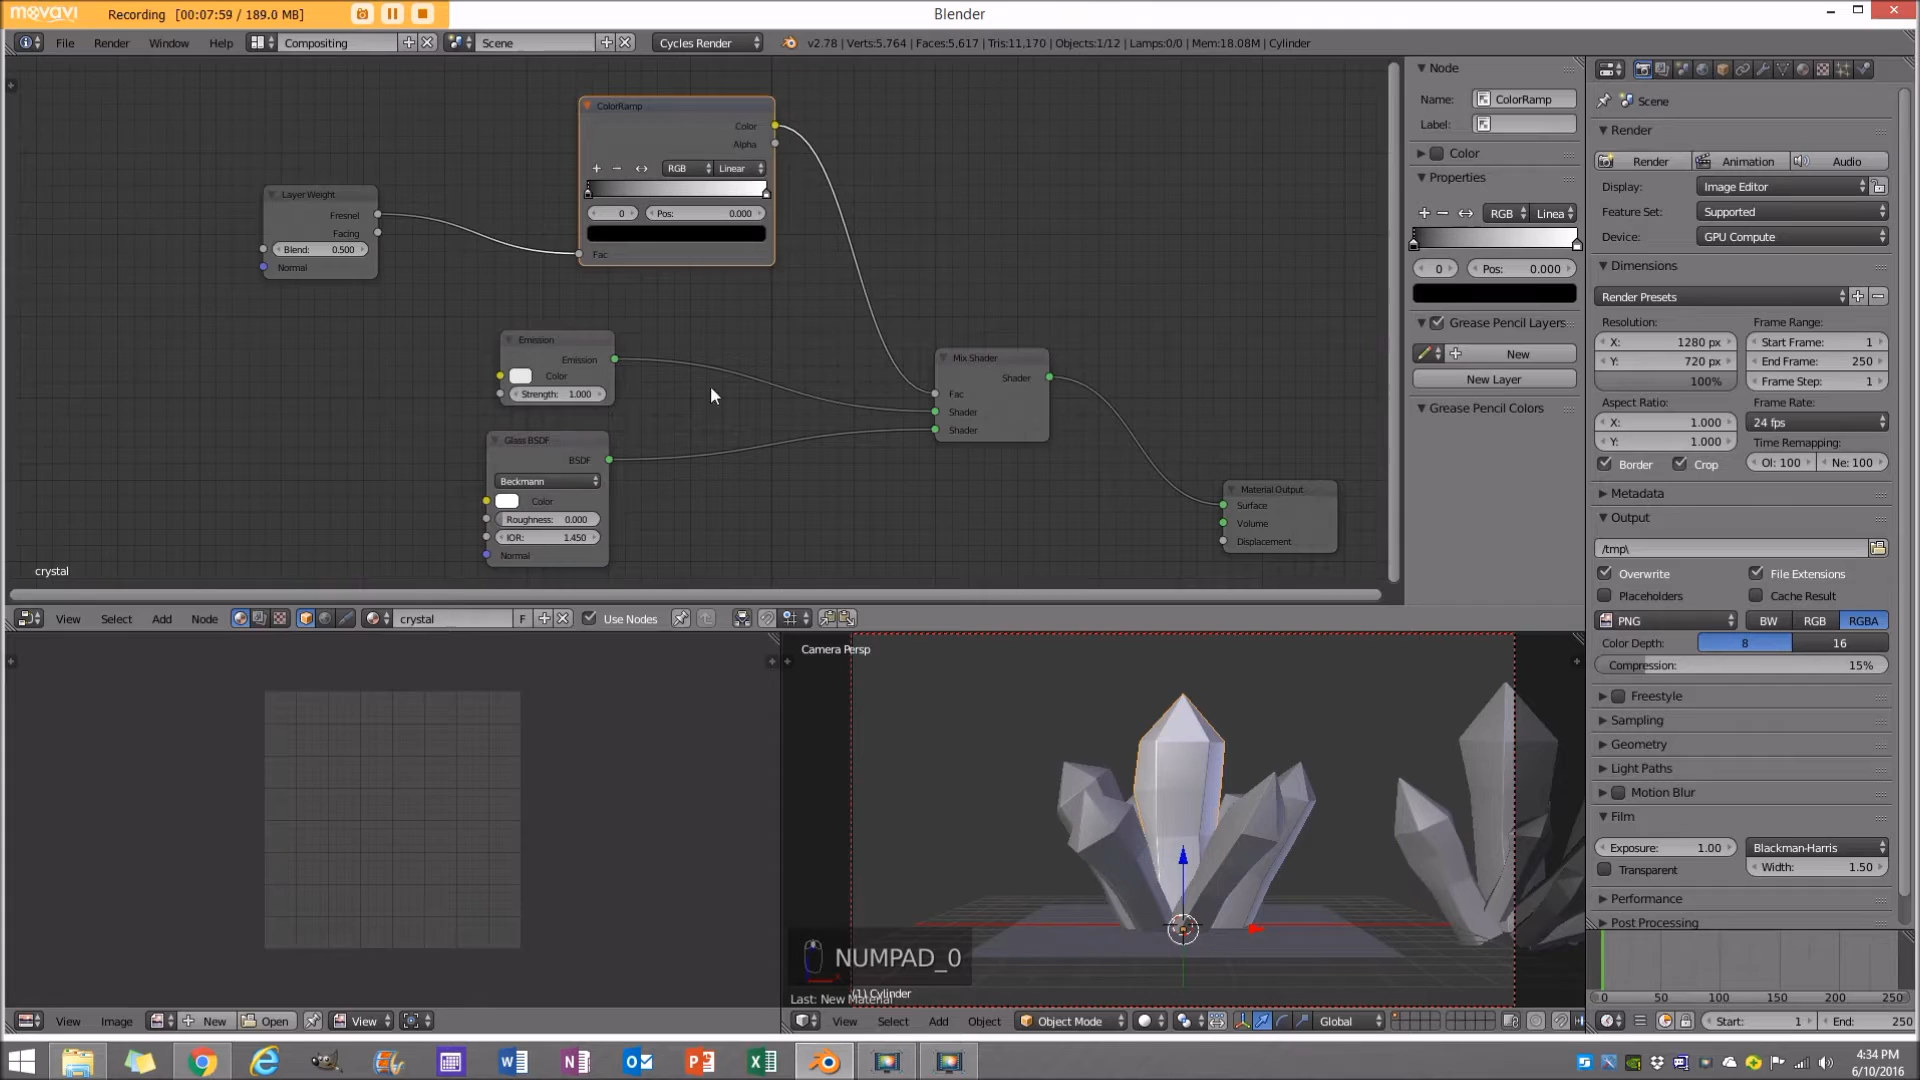 movavi
Recording [00:07:59 / 189.0 MB]
Blender
File Render Window Help Compositing Scene Cycles Render v2.78 | Verts:5,764 | Faces:5,617 | Tris:11,170 | Objects:1/12 | Lamps:0/0 | Mem:18.08M | Cylinder
ColorRamp
Color
Alpha
RGB Linear
0 Pos: 0.000
Fac
Layer Weight
Fresnel
Facing
Blend: 0.500
Normal
Emission
Emission
Color
Strength: 1.000
Glass BSDF
BSDF
Beckmann
Color
Roughness: 0.000
IOR: 1.450
Normal
Mix Shader
Shader
Fac
Shader
Shader
Material Output
Surface
Volume
Displacement
crystal
Node
Name: ColorRamp
Label:
Color
Properties
RGB Linea
0 Pos: 0.000
Grease Pencil Layers
New
New Layer
Grease Pencil Colors
Scene
Render
Render Animation Audio
Display: Image Editor
Feature Set: Supported
Device: GPU Compute
Dimensions
Render Presets
Resolution: Frame Range:
X: 1280 px Start Frame: 1
Y: 720 px End Frame: 250
100% Frame Step: 1
Aspect Ratio: Frame Rate:
X: 1.000 24 fps
Y: 1.000 Time Remapping:
Border Crop Ol: 100 Ne: 100
Metadata
Output
/tmp\
Overwrite File Extensions
Placeholders Cache Result
PNG BW RGB RGBA
Color Depth: 8 16
Compression: 15%
Freestyle
Sampling
Geometry
Light Paths
Motion Blur
Film
Exposure: 1.00 Blackman-Harris
Transparent Width: 1.50
Performance
Post Processing
View Select Add Node crystal F Use Nodes
Camera Persp
NUMPAD_0
(1) Cylinder
Last: New Material
0 50 100 150 200 250
View Image New Open View
View Select Add Object Object Mode Global
Start: 1 End: 250
4:34 PM
6/10/2016